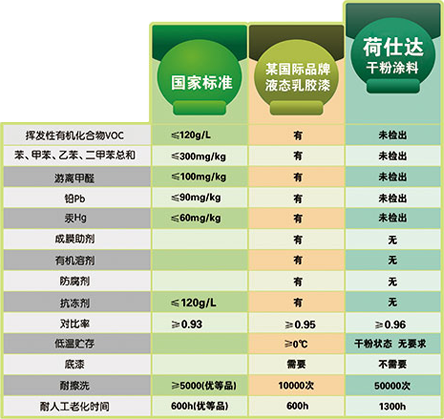 国家标准
某国际品牌
液态乳胶漆
荷仕达
干粉涂料
挥发性有机化合物VOC ≤120g/L 有 未检出
苯、甲苯、乙苯、二甲苯总和 ≤300mg/kg 有 未检出
游离甲醛 ≤100mg/kg 有 未检出
铅Pb ≤90mg/kg 有 未检出
汞Hg ≤60mg/kg 有 未检出
成膜助剂 有 无
有机溶剂 有 无
防腐剂 有 无
抗冻剂 ≤120g/L 有 无
对比率 ≥0.93 ≥0.95 ≥0.96
低温贮存 ≥0℃ 干粉状态 无要求
底漆 需要 不需要
耐擦洗 ≥5000(优等品) 10000次 50000次
耐人工老化时间 600h(优等品) 600h 1300h